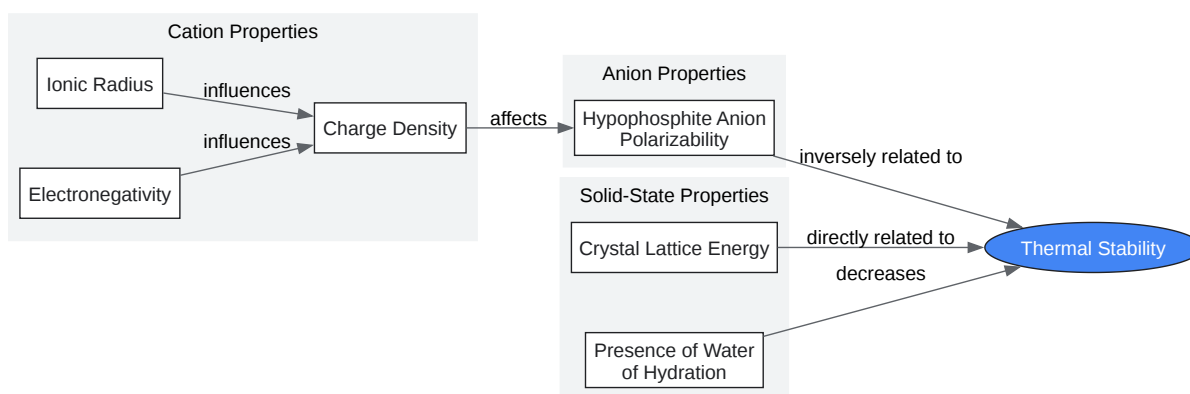 Cation Properties
Ionic Radius
influences
Electronegativity
influences
Charge Density
affects
Anion Properties
Hypophosphite Anion
Polarizability
inversely related to
Solid-State Properties
Crystal Lattice Energy
directly related to
Thermal Stability
decreases
Presence of Water
of Hydration